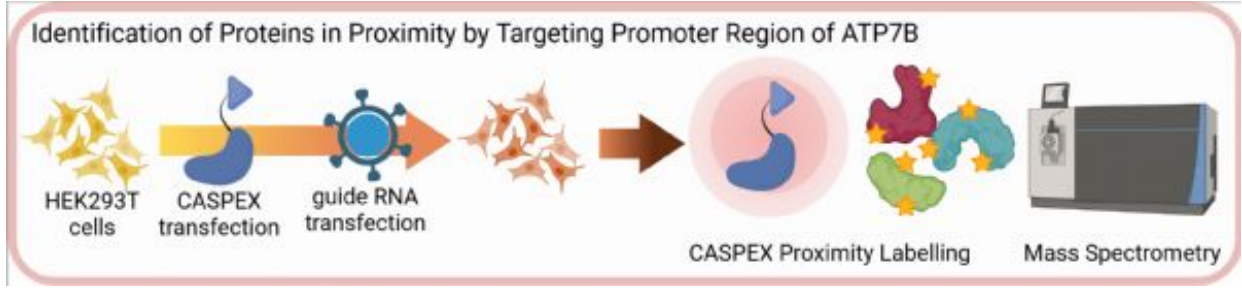 Identification of Proteins in Proximity by Targeting Promoter Region of ATP7B
HEK293T
cells
CASPEX
transfection
guide RNA
transfection
CASPEX Proximity Labelling
Mass Spectrometry